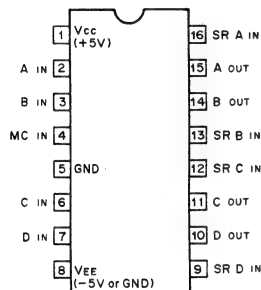 1 Vcc 16 SR A IN
(+5V)
A IN 2 15 A OUT
B IN 3 14 B OUT
MC IN 4 13 SR B IN
5 GND 12 SR C IN
C IN 6 11 C OUT
D IN 7 10 D OUT
8 VEE 9 SR D IN
(-5V or GND)